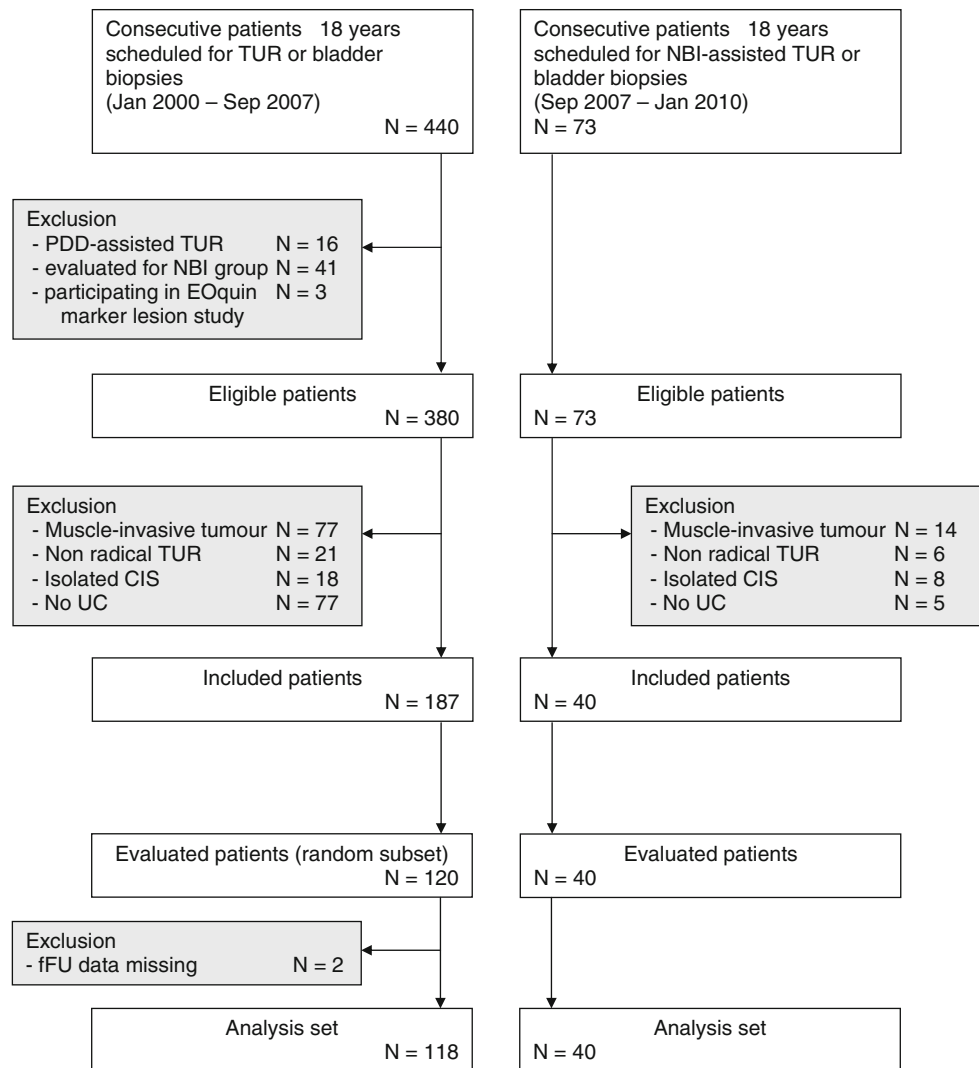 Consecutive patients 18 years
scheduled for TUR or bladder
biopsies
(Jan 2000 – Sep 2007)
N = 440
Consecutive patients 18 years
scheduled for NBI-assisted TUR or
bladder biopsies
(Sep 2007 – Jan 2010)
N = 73
Exclusion
- PDD-assisted TUR N = 16
- evaluated for NBI group N = 41
- participating in EOquin N = 3
marker lesion study
Eligible patients
N = 380
Eligible patients
N = 73
Exclusion
- Muscle-invasive tumour N = 77
- Non radical TUR N = 21
- Isolated CIS N = 18
- No UC N = 77
Exclusion
- Muscle-invasive tumour N = 14
- Non radical TUR N = 6
- Isolated CIS N = 8
- No UC N = 5
Included patients
N = 187
Included patients
N = 40
Evaluated patients (random subset)
N = 120
Evaluated patients
N = 40
Exclusion
- fFU data missing N = 2
Analysis set
N = 118
Analysis set
N = 40